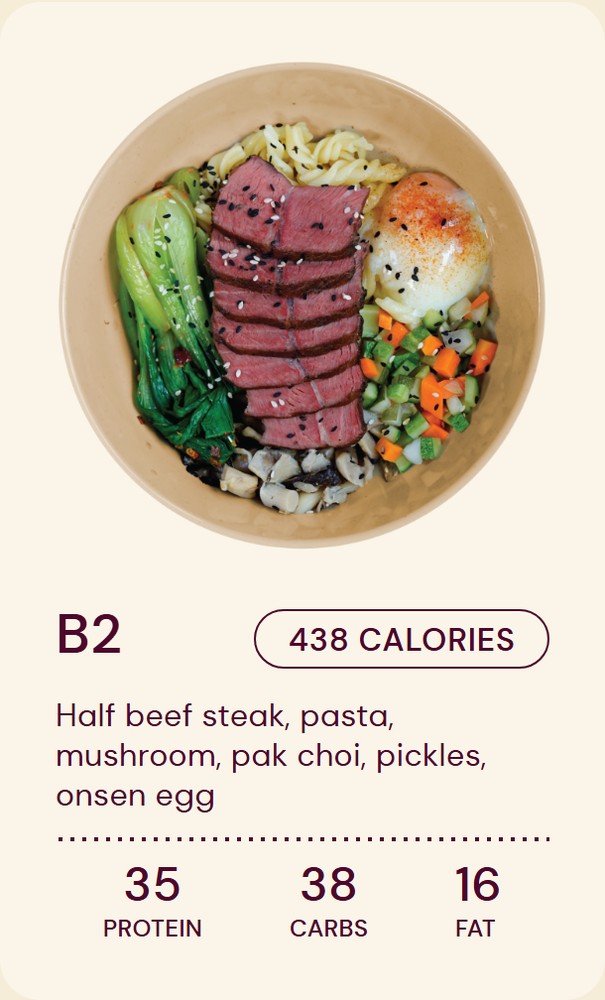 B2
438 CALORIES
Half beef steak, pasta,
mushroom, pak choi, pickles,
onsen egg
35 38 16
PROTEIN CARBS FAT